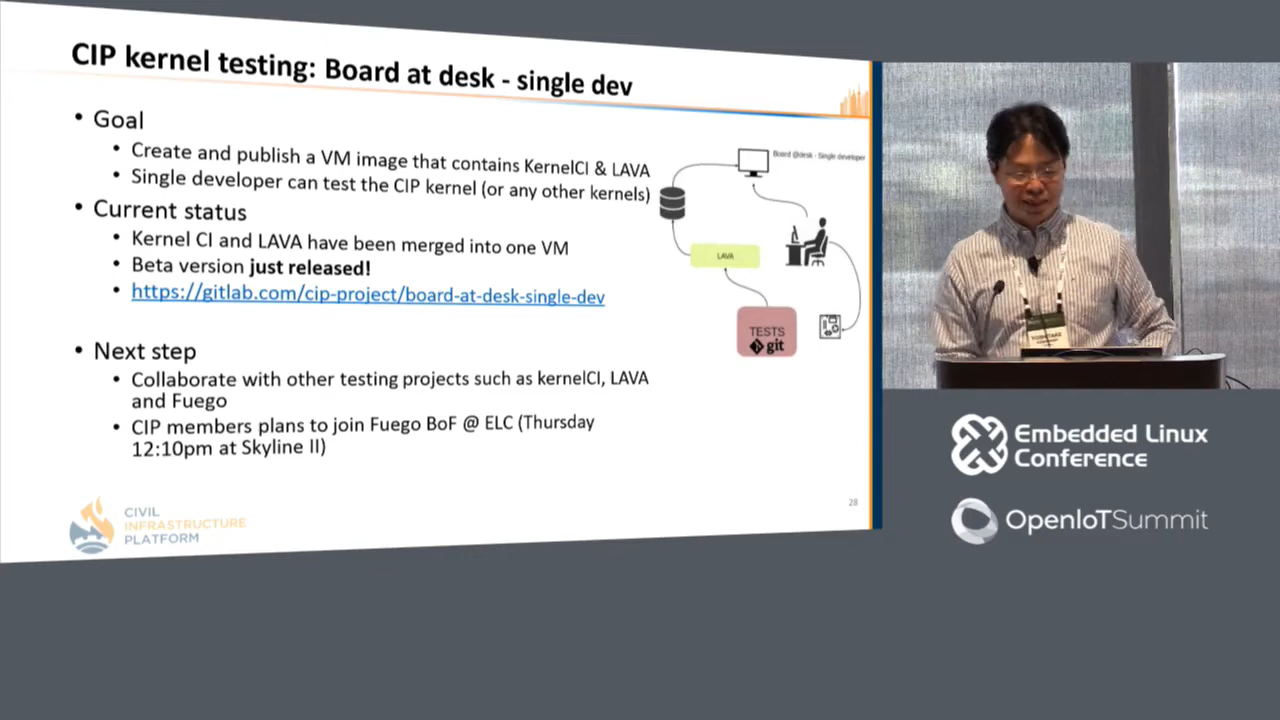 CIP kernel testing: Board at desk - single dev
• Goal
• Create and publish a VM image that contains KernelCI & LAVA
• Single developer can test the CIP kernel (or any other kernels)
• Current status
• Kernel CI and LAVA have been merged into one VM
• Beta version just released!
• https://gitlab.com/cip-project/board-at-desk-single-dev
• Next step
• Collaborate with other testing projects such as kernelCI, LAVA
and Fuego
• CIP members plans to join Fuego BoF @ ELC (Thursday
12:10pm at Skyline II)
Board @desk - Single developer
LAVA
TESTS
git
28
CIVIL
INFRASTRUCTURE
PLATFORM
Embedded Linux
Conference
OpenIoTSummit